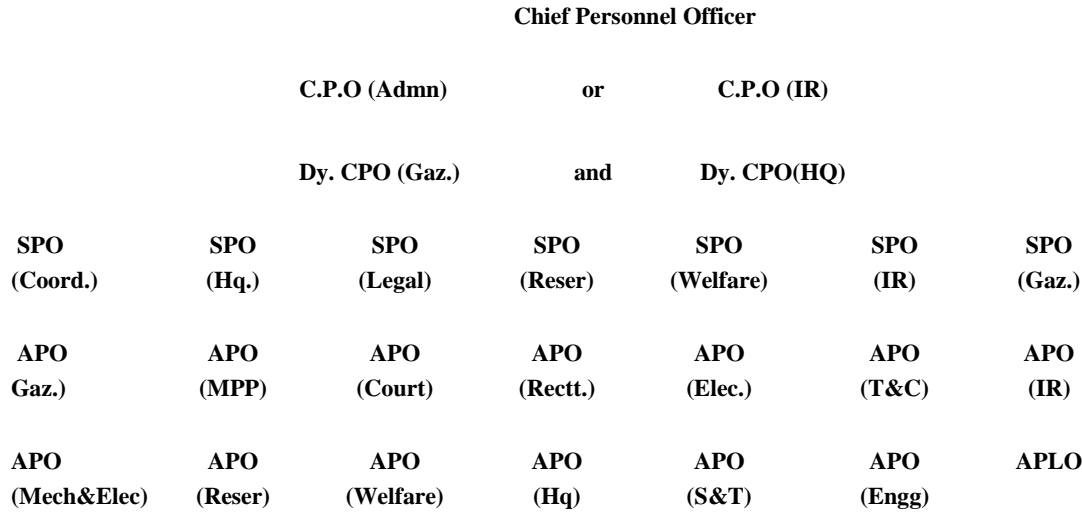 Chief Personnel Officer
C.P.O (Admn) or C.P.O (IR)
Dy. CPO (Gaz.) and Dy. CPO(HQ)
SPO SPO SPO SPO SPO SPO SPO
(Coord.) (Hq.) (Legal) (Reser) (Welfare) (IR) (Gaz.)
APO APO APO APO APO APO APO
Gaz.) (MPP) (Court) (Rectt.) (Elec.) (T&C) (IR)
APO APO APO APO APO APO APLO
(Mech&Elec) (Reser) (Welfare) (Hq) (S&T) (Engg)